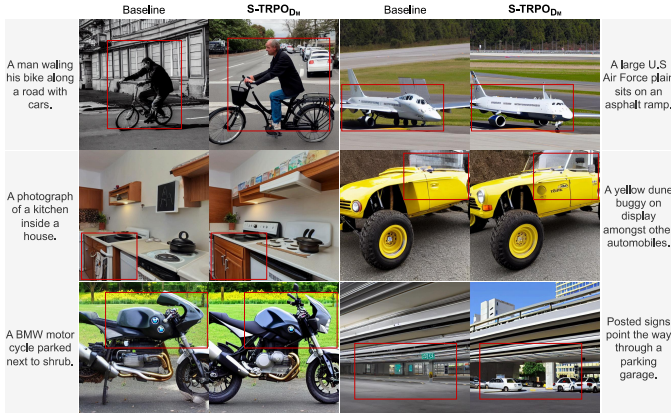 Baseline S-TRPO_DM Baseline S-TRPO_DM
A man waling
his bike along
a road with
cars.
A large U.S
Air Force plain
sits on an
asphalt ramp.
A photograph
of a kitchen
inside a
house.
A yellow dune
buggy on
display
amongst other
automobiles.
A BMW motor
cycle parked
next to shrub.
Posted signs
point the way
through a
parking
garage.